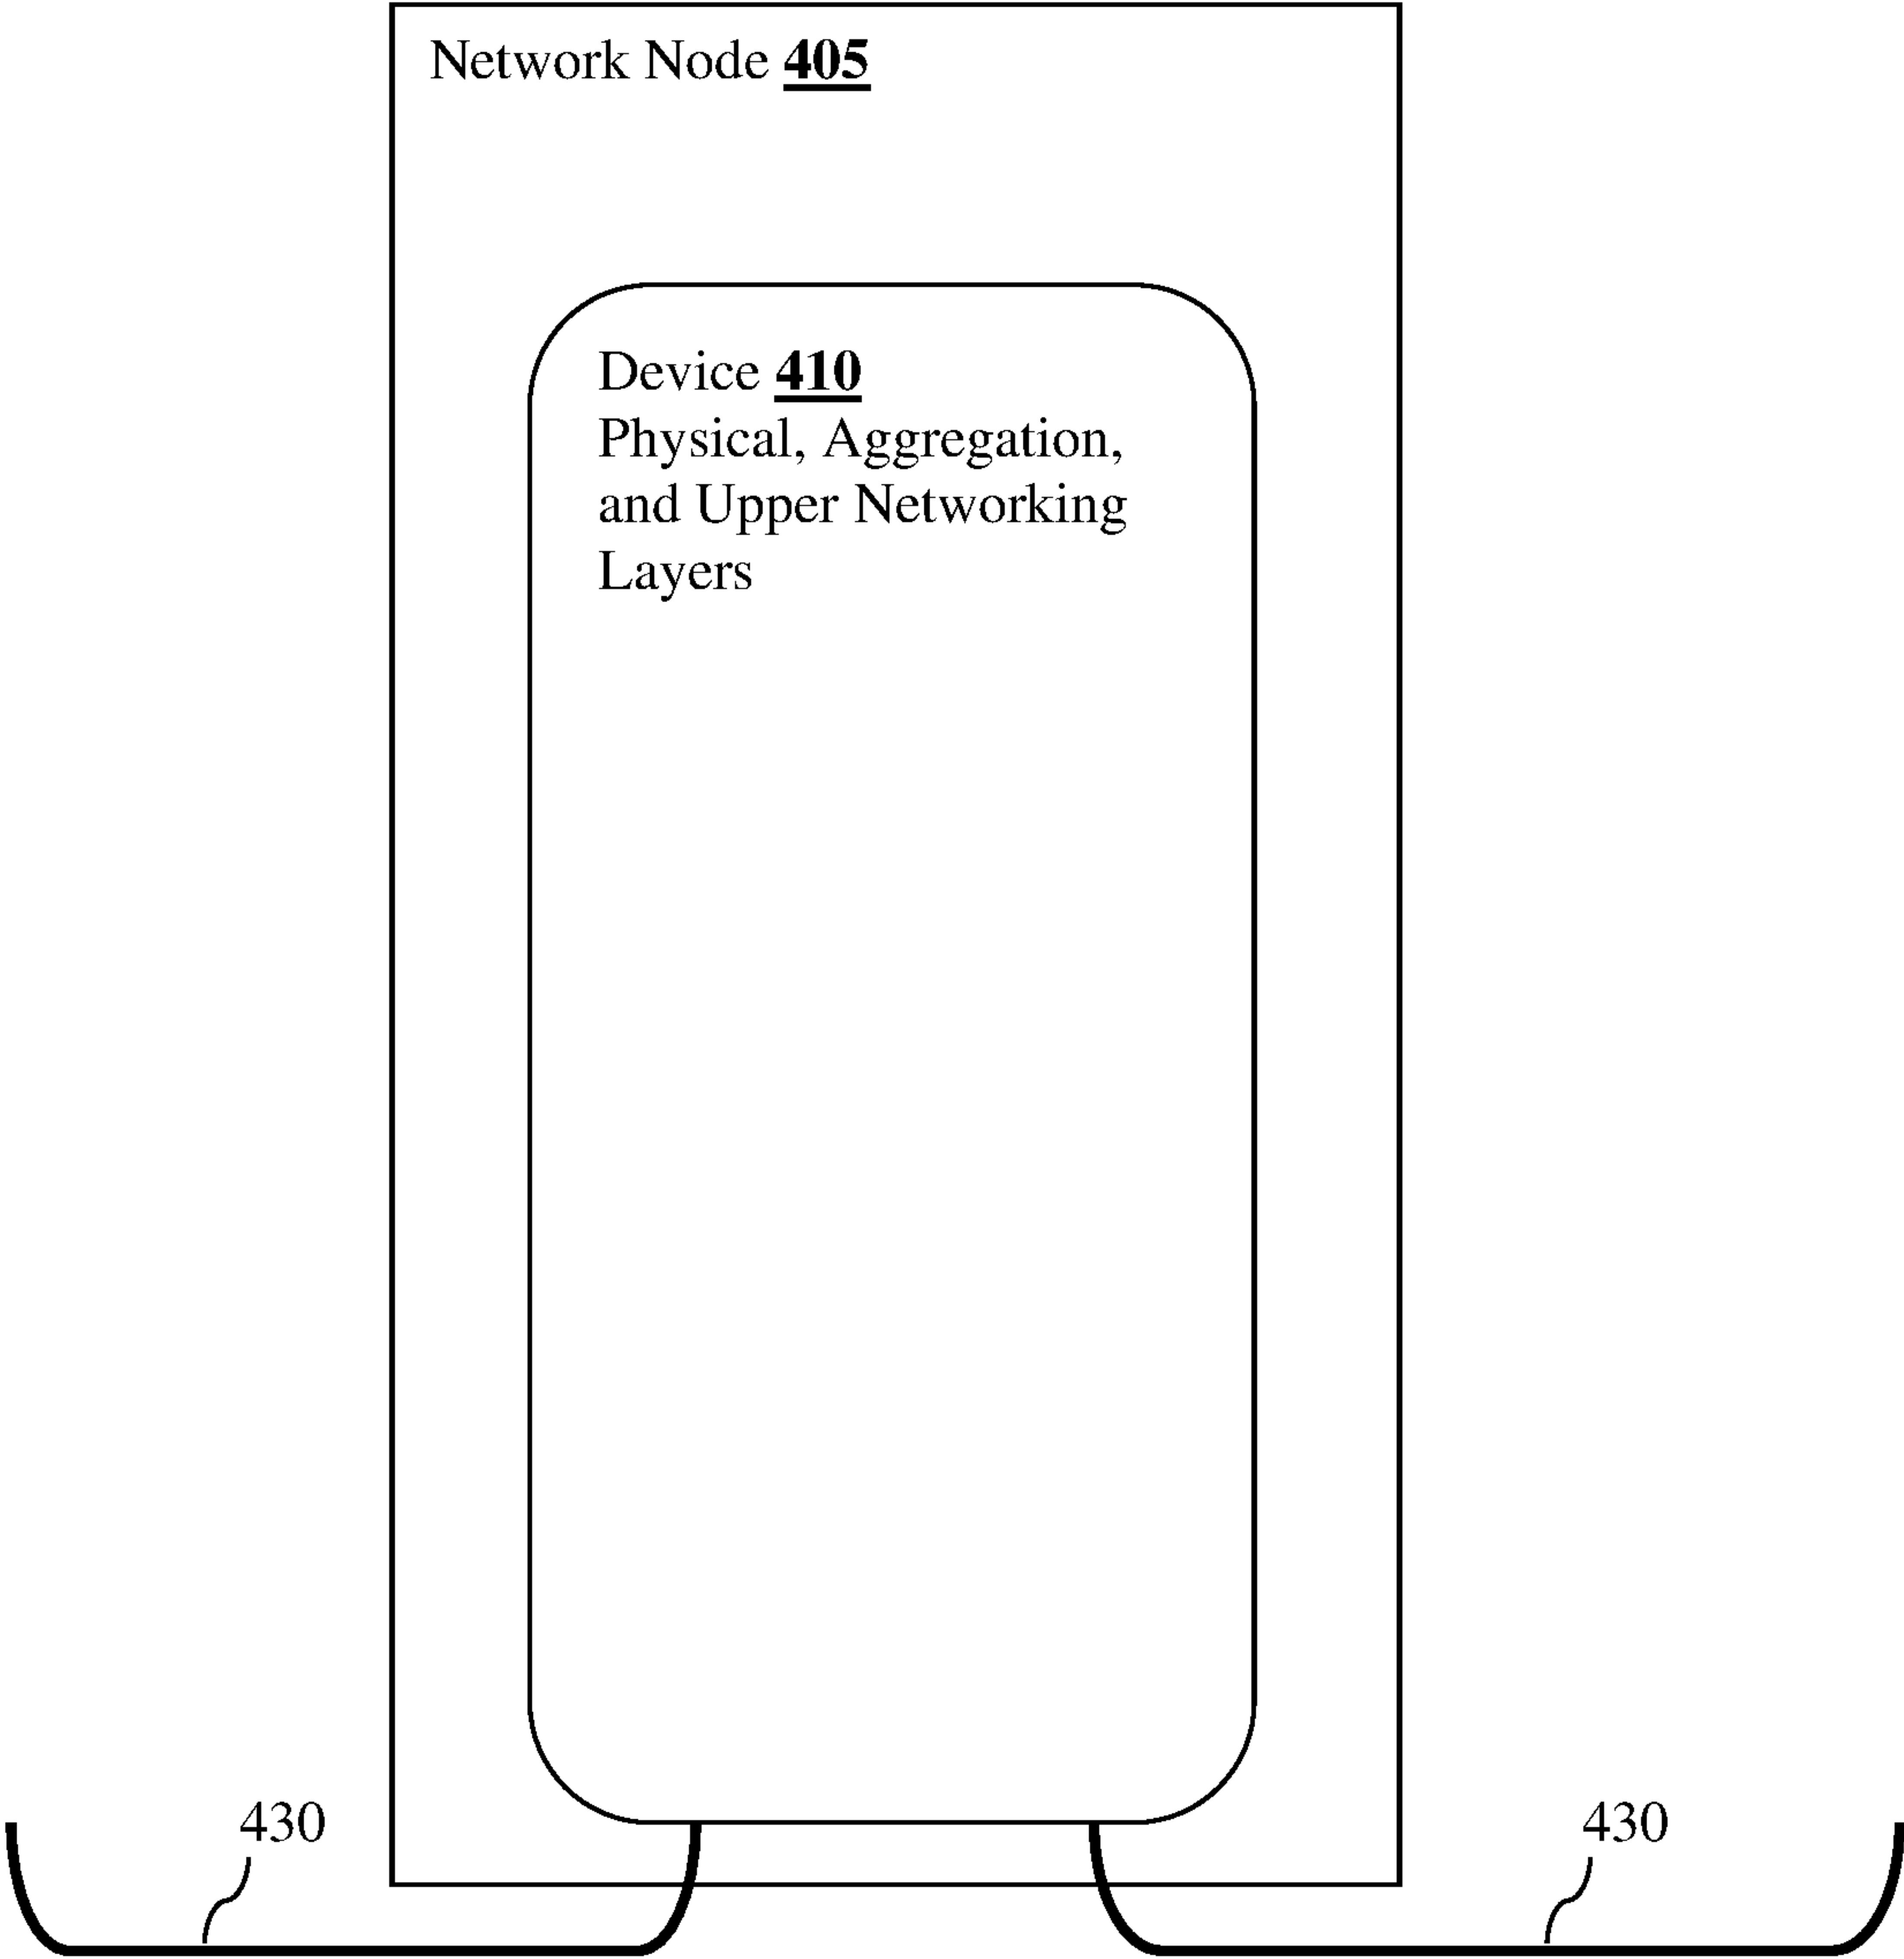 Network Node 405
Device 410
Physical, Aggregation,
and Upper Networking
Layers
430
430